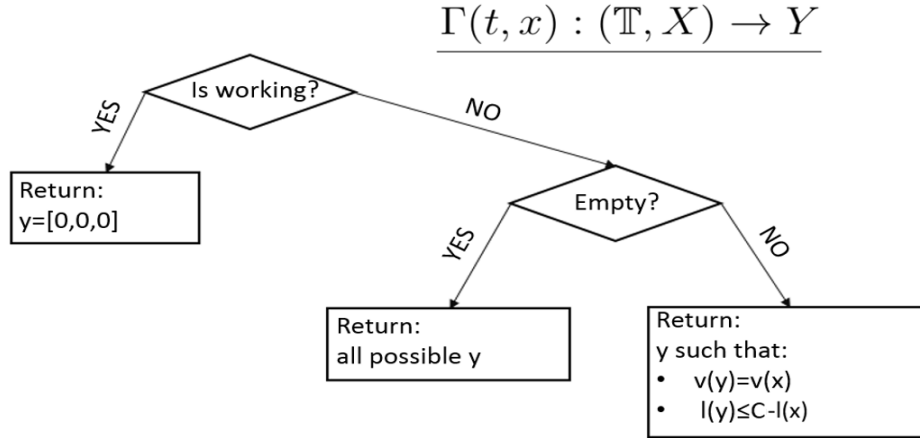 Γ(t, x) : (𝕋, X) → Y
Is working?
YES
NO
Return:
y=[0,0,0]
Empty?
YES
NO
Return:
all possible y
Return:
y such that:
• v(y)=v(x)
• l(y)≤C-l(x)